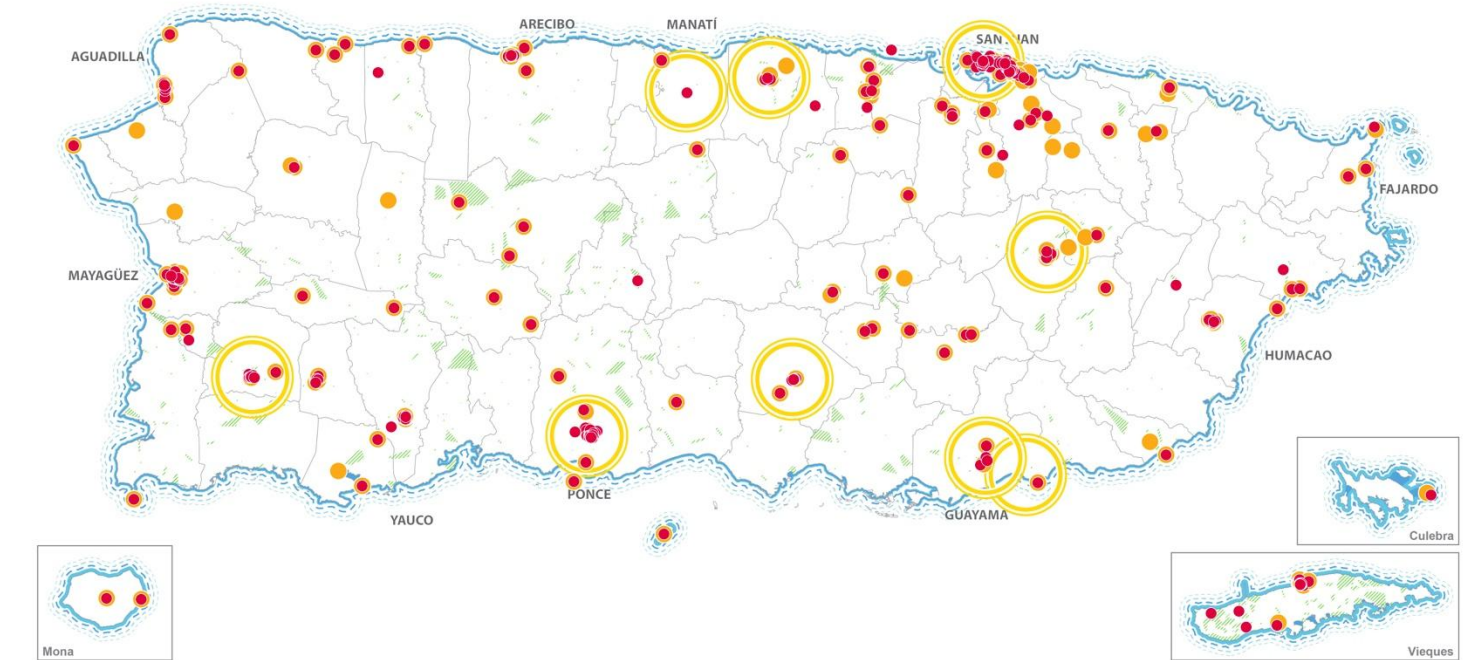 ARECIBO
MANATÍ
SAN JUAN
AGUADILLA
FAJARDO
MAYAGÜEZ
HUMACAO
PONCE
GUAYAMA
YAUCO
Culebra
Mona
Vieques